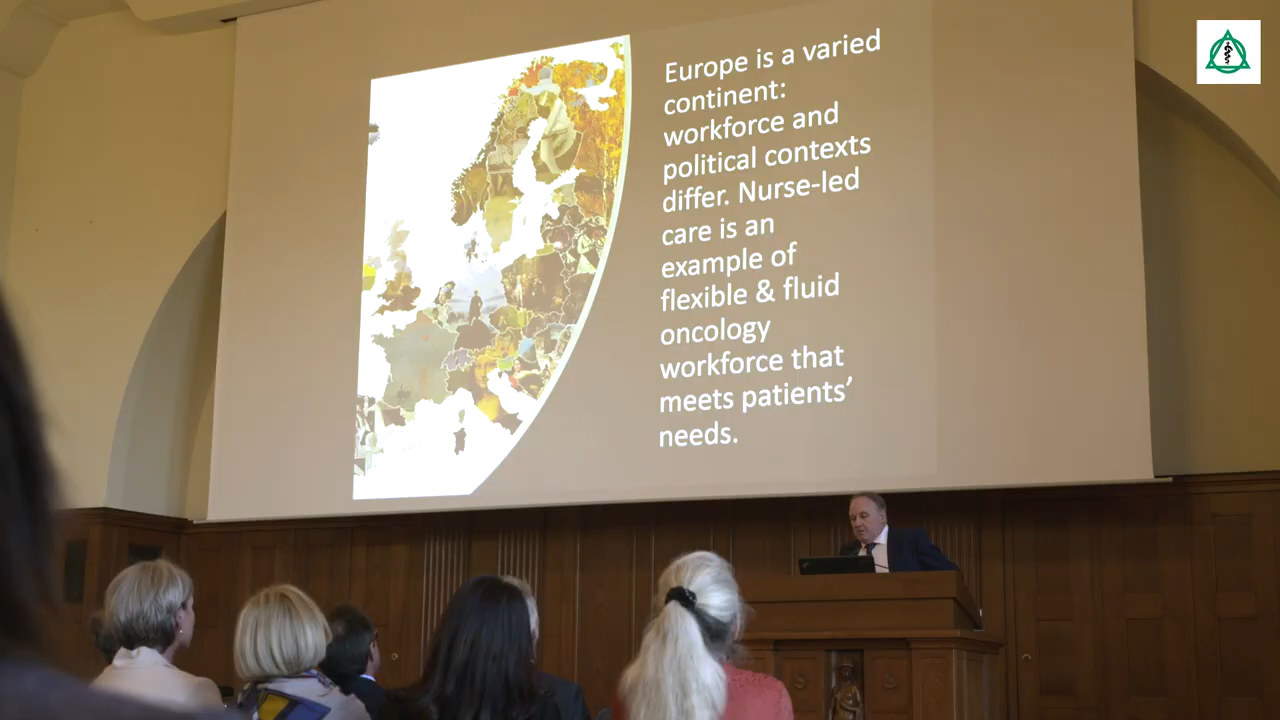 Europe is a varied
continent:
workforce and
political contexts
differ. Nurse-led
care is an
example of
flexible & fluid
oncology
workforce that
meets patients’
needs.